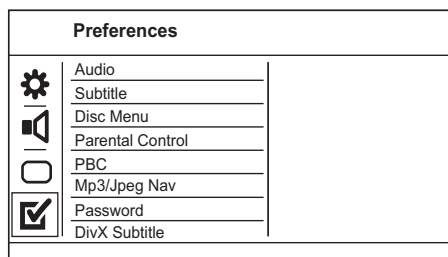 Preferences
Audio
Subtitle
Disc Menu
Parental Control
PBC
Mp3/Jpeg Nav
Password
DivX Subtitle